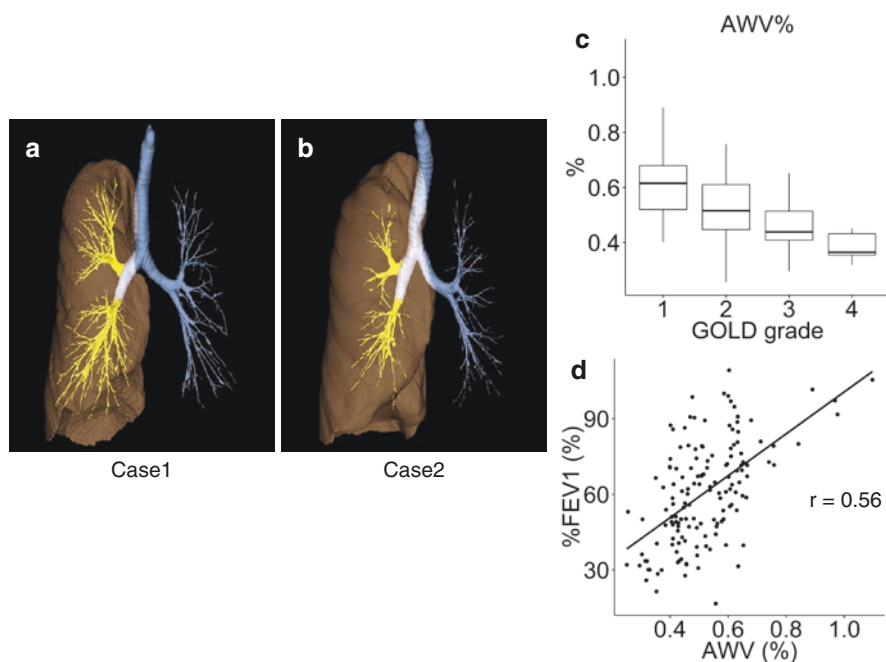 a
Case1
b
Case2
c
AWV%
%
1.0
0.8
0.6
0.4
1 2 3 4
GOLD grade
d
%FEV1 (%)
90
60
30
r = 0.56
0.4 0.6 0.8 1.0
AWV (%)